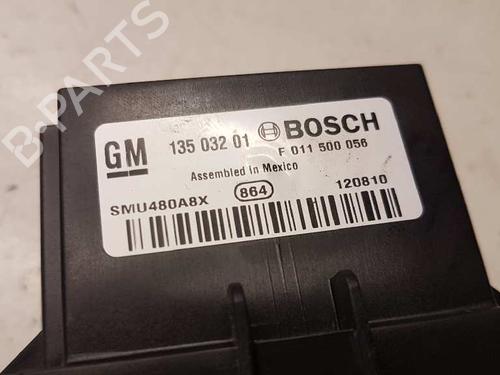 B-PARTS
GM 135 032 01 BOSCH
F 011 500 056
Assembled in Mexico
SMU480A8X 864 120810